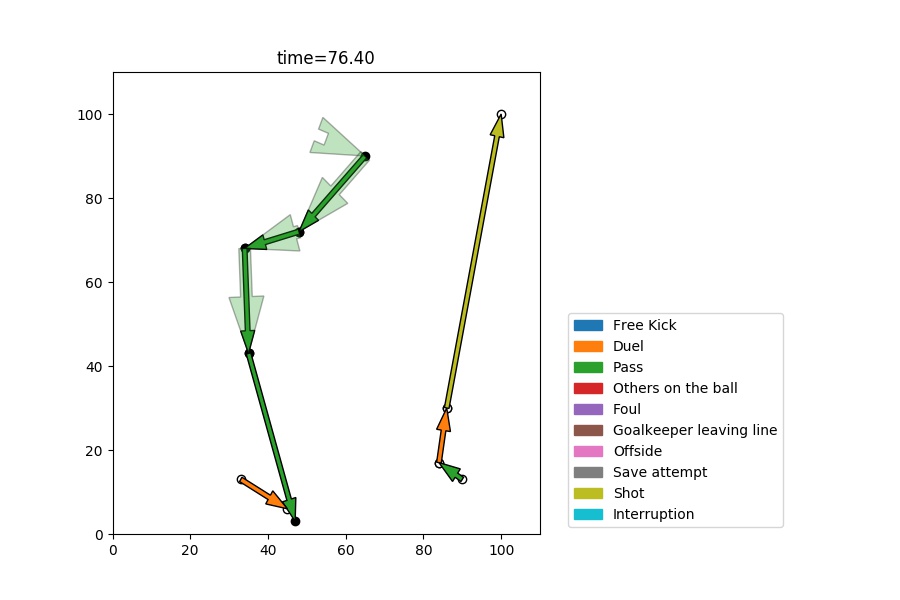 time=76.40
100
80
60
40
20
0
0 20 40 60 80 100
Free Kick
Duel
Pass
Others on the ball
Foul
Goalkeeper leaving line
Offside
Save attempt
Shot
Interruption